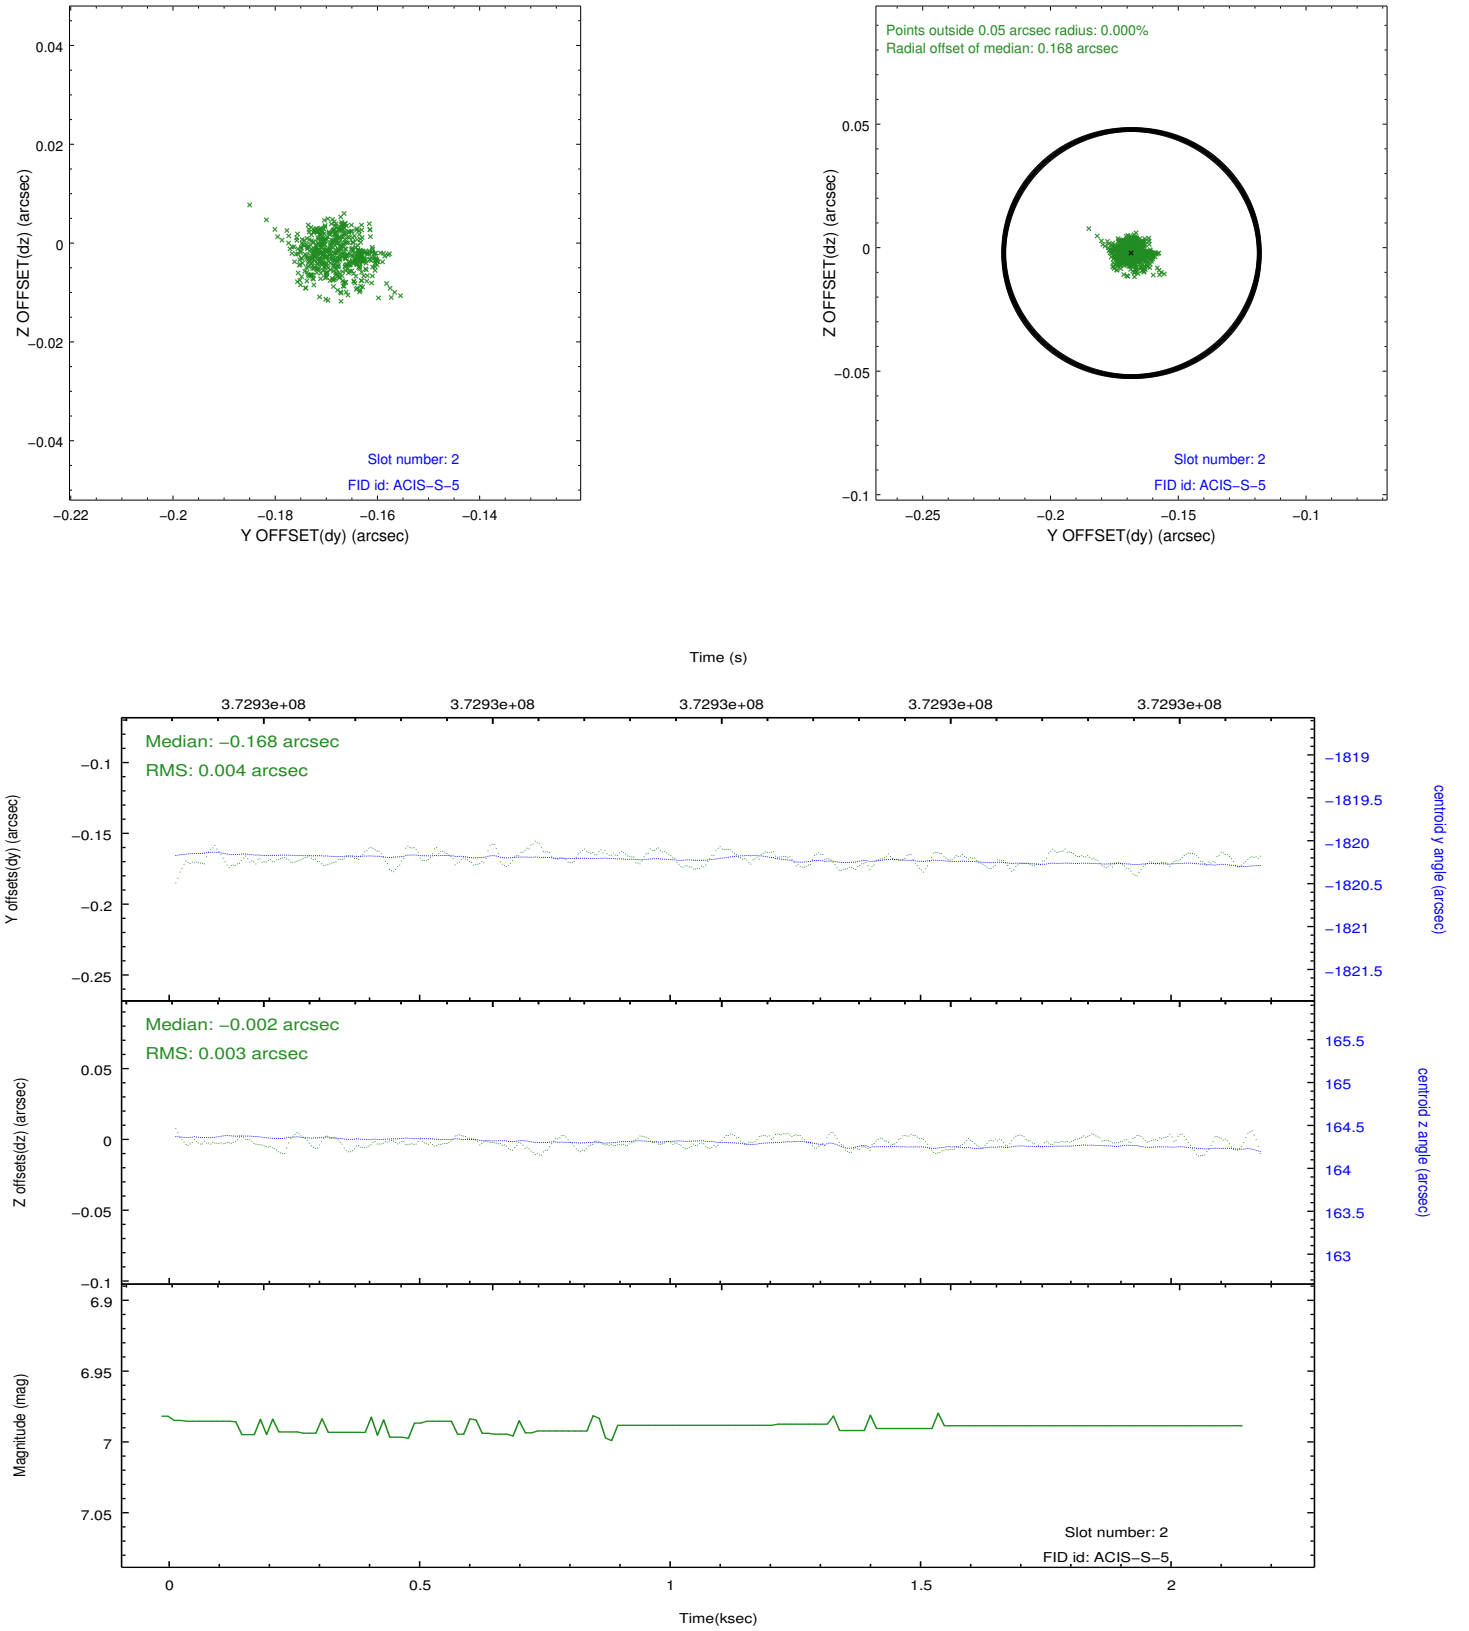 0.04
0.02
0
−0.02
−0.04
Z OFFSET(dz) (arcsec)
−0.22
−0.2
−0.18
−0.16
−0.14
Y OFFSET(dy) (arcsec)
Slot number: 2
FID id: ACIS−S−5
Points outside 0.05 arcsec radius: 0.000%
Radial offset of median: 0.168 arcsec
0.05
0
−0.05
−0.1
Z OFFSET(dz) (arcsec)
−0.25
−0.2
−0.15
−0.1
Y OFFSET(dy) (arcsec)
Slot number: 2
FID id: ACIS−S−5
Time (s)
3.7293e+08
3.7293e+08
3.7293e+08
3.7293e+08
3.7293e+08
Median: −0.168 arcsec
RMS: 0.004 arcsec
−0.1
−0.15
−0.2
−0.25
Y offsets(dy) (arcsec)
−1819
−1819.5
−1820
−1820.5
−1821
−1821.5
centroid y angle (arcsec)
Median: −0.002 arcsec
RMS: 0.003 arcsec
0.05
0
−0.05
−0.1
Z offsets(dz) (arcsec)
165.5
165
164.5
164
163.5
163
centroid z angle (arcsec)
6.9
6.95
7
7.05
Magnitude (mag)
Slot number: 2
FID id: ACIS−S−5
0
0.5
1
1.5
2
Time(ksec)